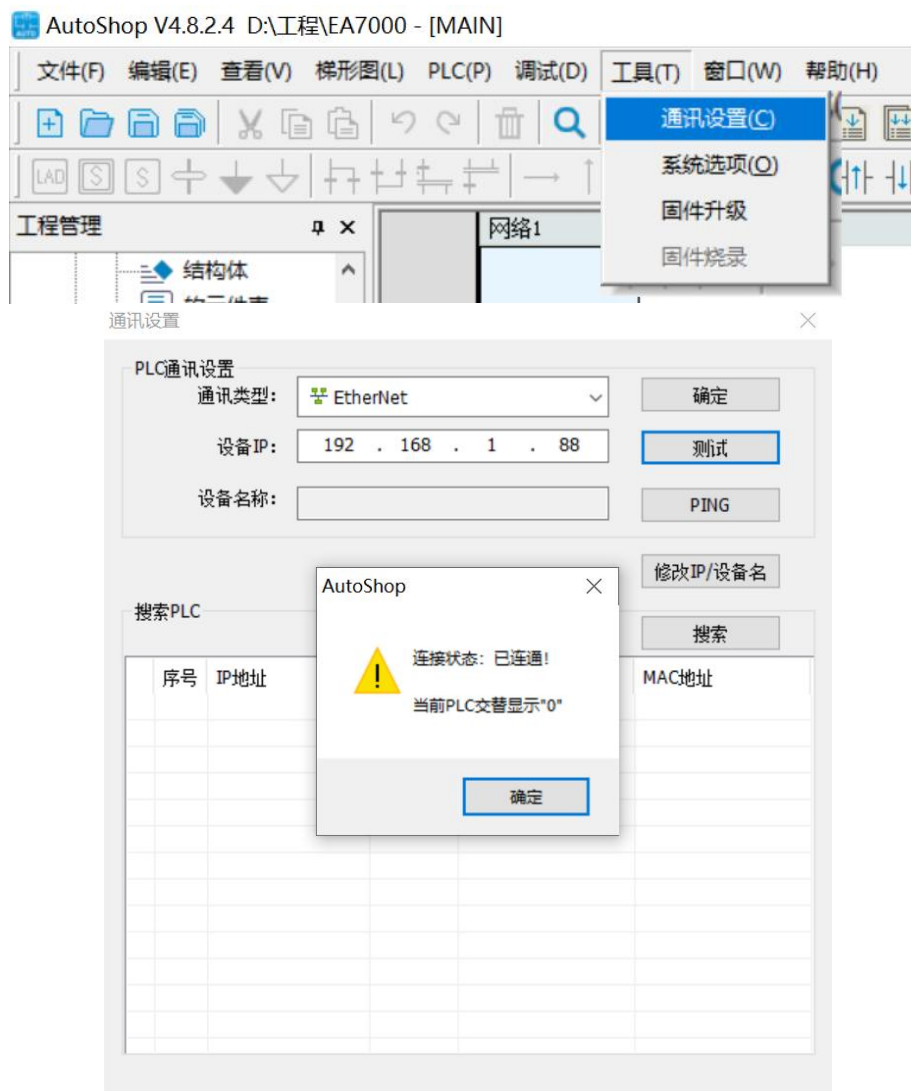 AutoShop V4.8.2.4 D:\工程\EA7000 - [MAIN]
文件(F) 编辑(E) 查看(V) 梯形图(L) PLC(P) 调试(D) 工具(T) 窗口(W) 帮助(H)
通讯设置(C)
LAD S S
系统选项(O)
工程管理
网络1
固件升级
结构体
固件烧录
通讯设置
PLC通讯设置
通讯类型: EtherNet 确定
设备IP: 192 . 168 . 1 . 88 测试
设备名称: PING
修改IP/设备名
AutoShop
搜索PLC
搜索
连接状态: 已连通!
序号 IP地址 MAC地址
当前PLC交替显示"0"
确定